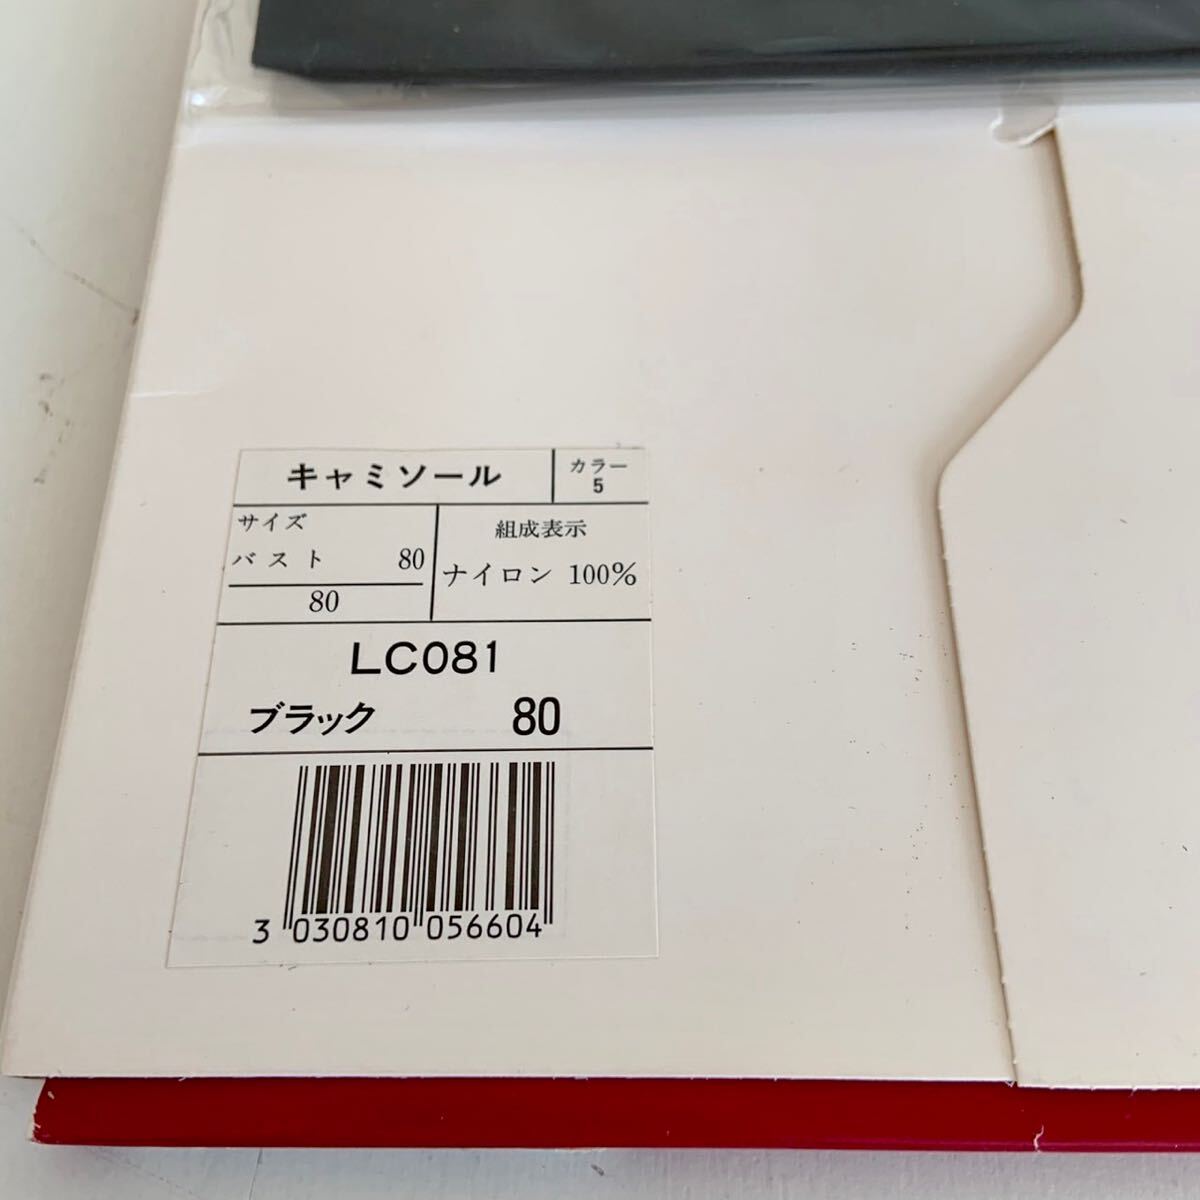 キャミソール
カラー
5
サイズ
バスト 80
80
組成表示
ナイロン 100%
LC081
ブラック 80
3 030810 056604